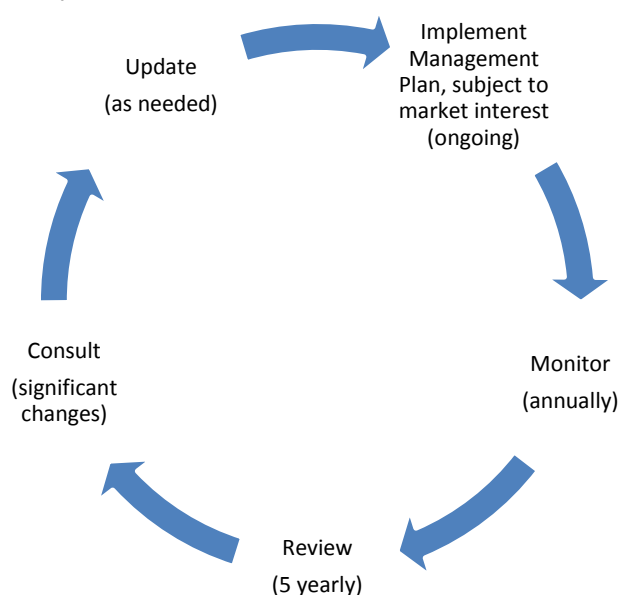 Implement
Management
Plan, subject to
market interest
(ongoing)
Monitor
(annually)
Review
(5 yearly)
Consult
(significant
changes)
Update
(as needed)